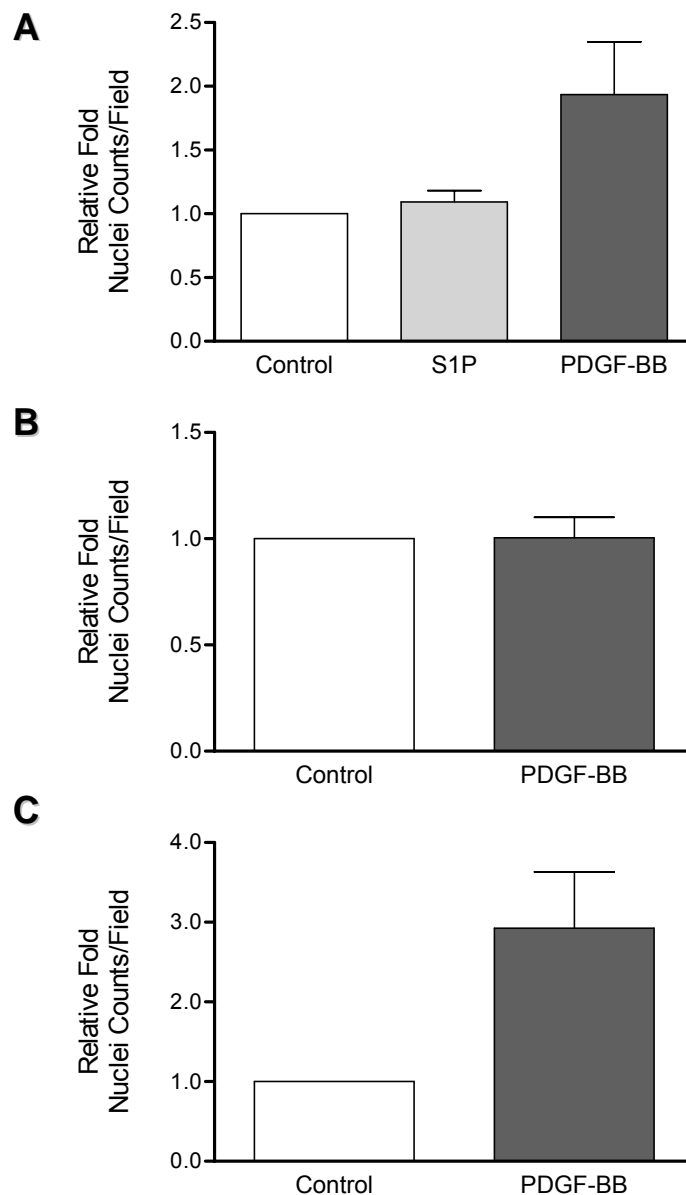 A
Relative Fold
Nuclei Counts/Field
2.5
2.0
1.5
1.0
0.5
0.0
Control S1P PDGF-BB
B
Relative Fold
Nuclei Counts/Field
1.5
1.0
0.5
0.0
Control PDGF-BB
C
Relative Fold
Nuclei Counts/Field
4.0
3.0
2.0
1.0
0.0
Control PDGF-BB